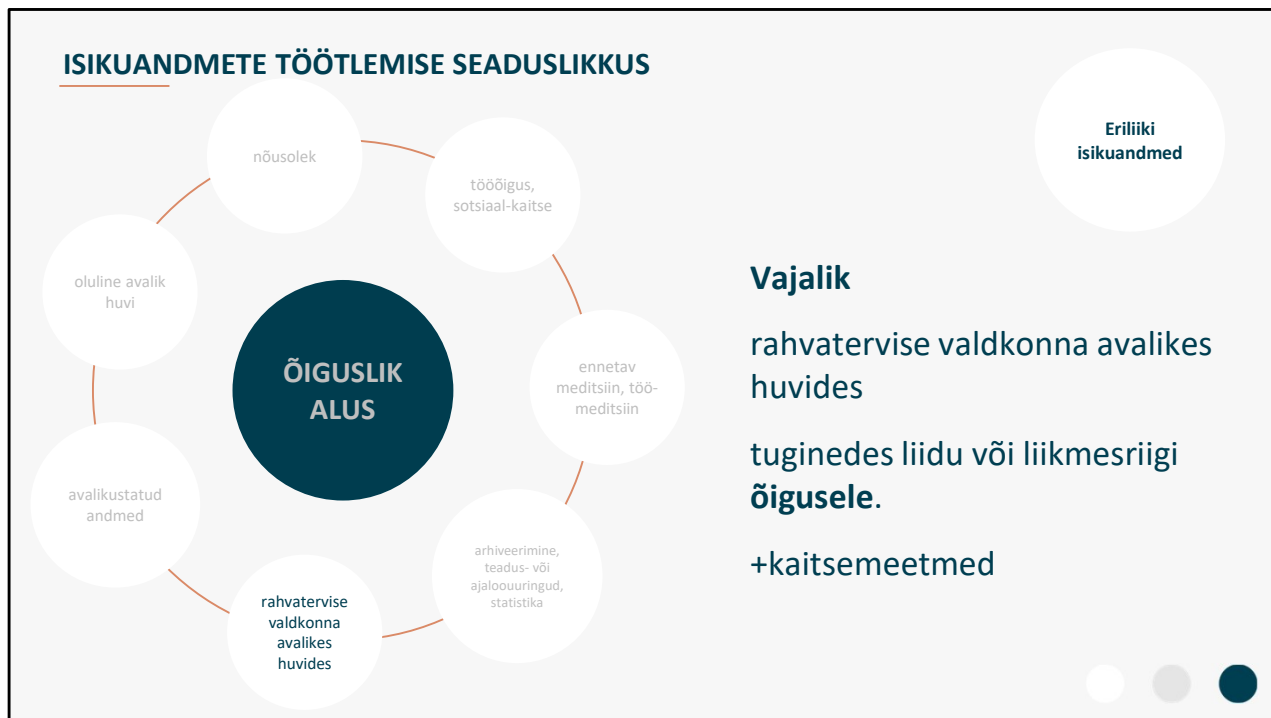 ISIKUANDMETE TÖÖTLEMISE SEADUSLIKKUS
Eriliiki
isikuandmed
nõusolek
tööõigus,
sotsiaal-kaitse
oluline avalik
huvi
ÕIGUSLIK
ALUS
ennetav
meditsiin, töö-
meditsiin
avalikustatud
andmed
arhiveerimine,
teadus- või
ajaloouuringud,
statistika
rahvatervise
valdkonna
avalikes
huvides
Vajalik
rahvatervise valdkonna avalikes
huvides
tuginedes liidu või liikmesriigi
õigusele.
+kaitsemeetmed